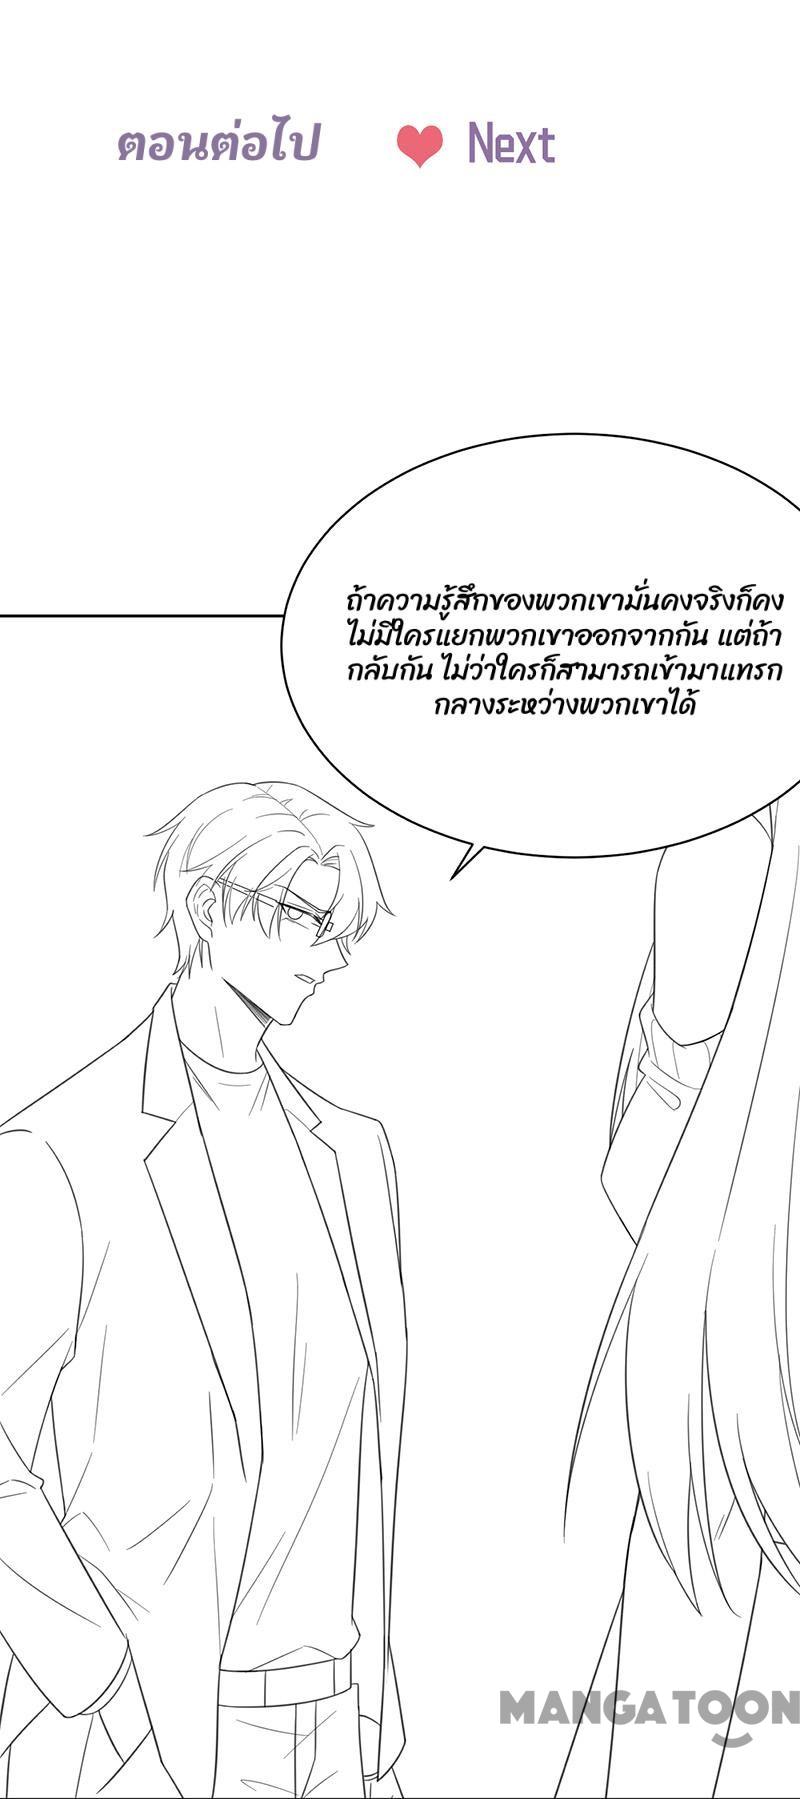 ตอนต่อไป ❤ Next
ถ้าความรู้สึกของพวกเขามั่นคงจริงก็คง
ไม่มีใครแยกพวกเขาออกจากกัน แต่ถ้า
กลับกัน ไม่ว่าใครก็สามารถเข้ามาแทรก
กลางระหว่างพวกเขาได้
MANGATOON